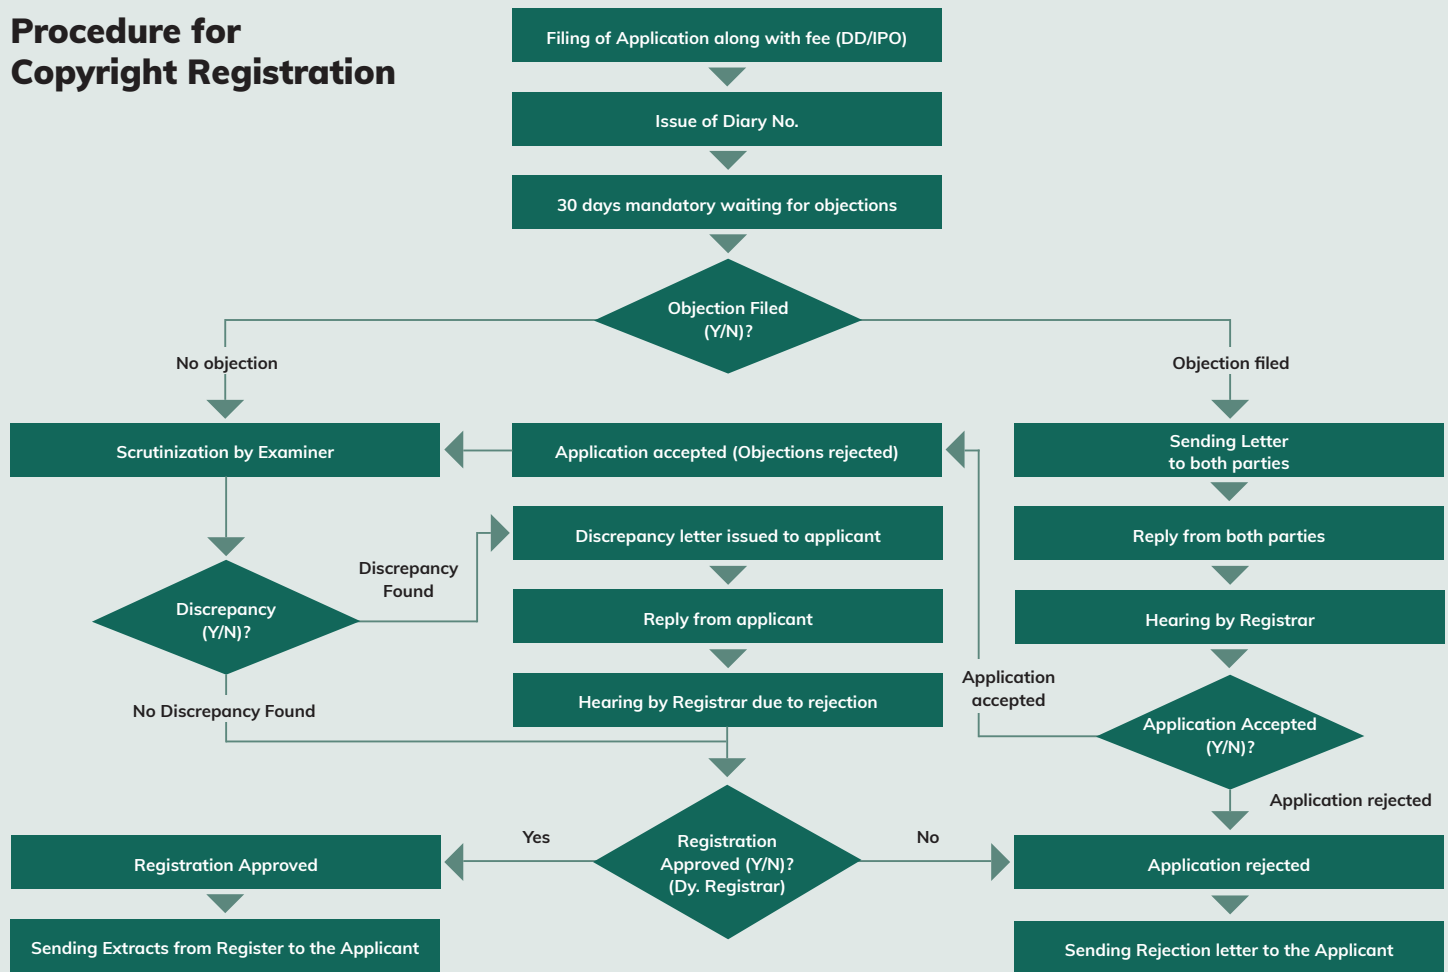 Procedure for
Copyright Registration
Filing of Application along with fee (DD/IPO)
Issue of Diary No.
30 days mandatory waiting for objections
Objection Filed
(Y/N)?
No objection
Objection filed
Scrutinization by Examiner
Application accepted (Objections rejected)
Sending Letter
to both parties
Discrepancy letter issued to applicant
Reply from both parties
Discrepancy
Found
Discrepancy
(Y/N)?
Reply from applicant
Hearing by Registrar
No Discrepancy Found
Hearing by Registrar due to rejection
Application
accepted
Application Accepted
(Y/N)?
Application rejected
Yes
Registration
Approved (Y/N)?
(Dy. Registrar)
No
Registration Approved
Application rejected
Sending Extracts from Register to the Applicant
Sending Rejection letter to the Applicant